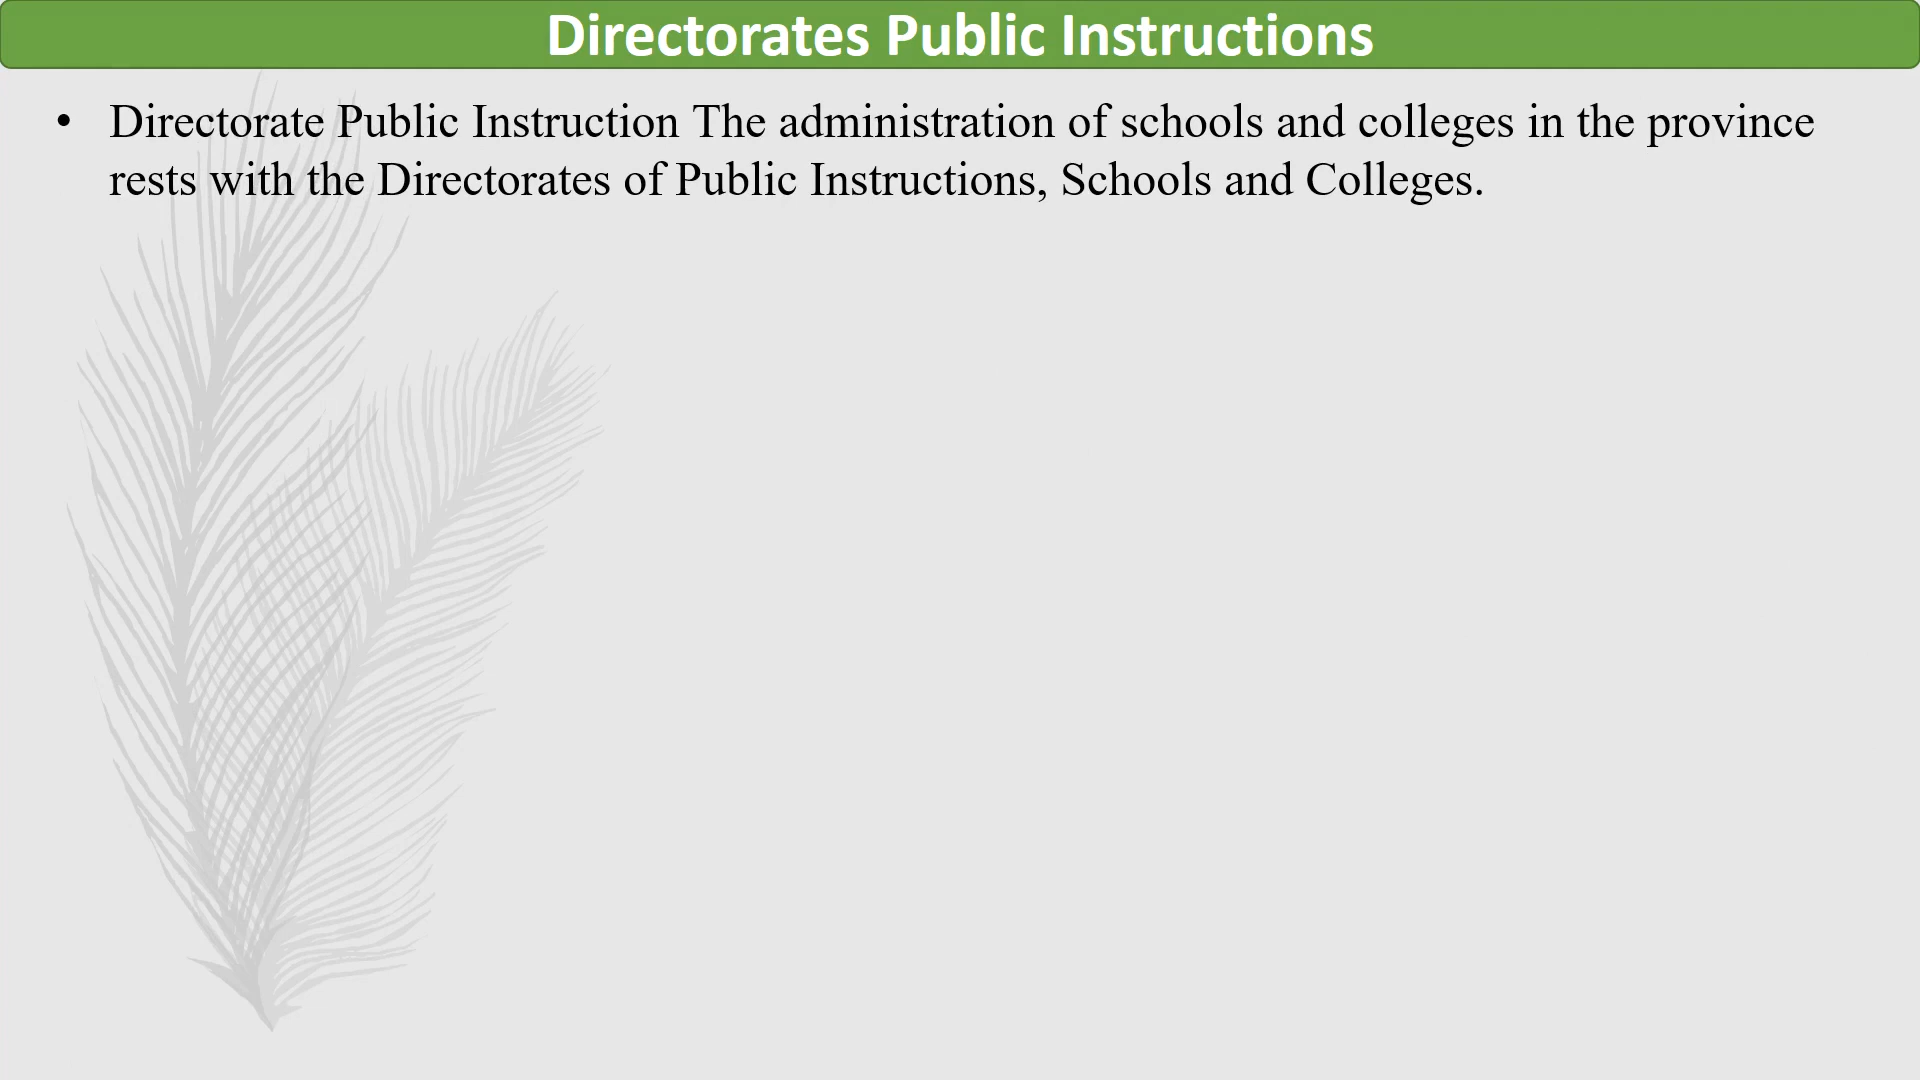 Directorates Public Instructions
• Directorate Public Instruction The administration of schools and colleges in the province
rests with the Directorates of Public Instructions, Schools and Colleges.